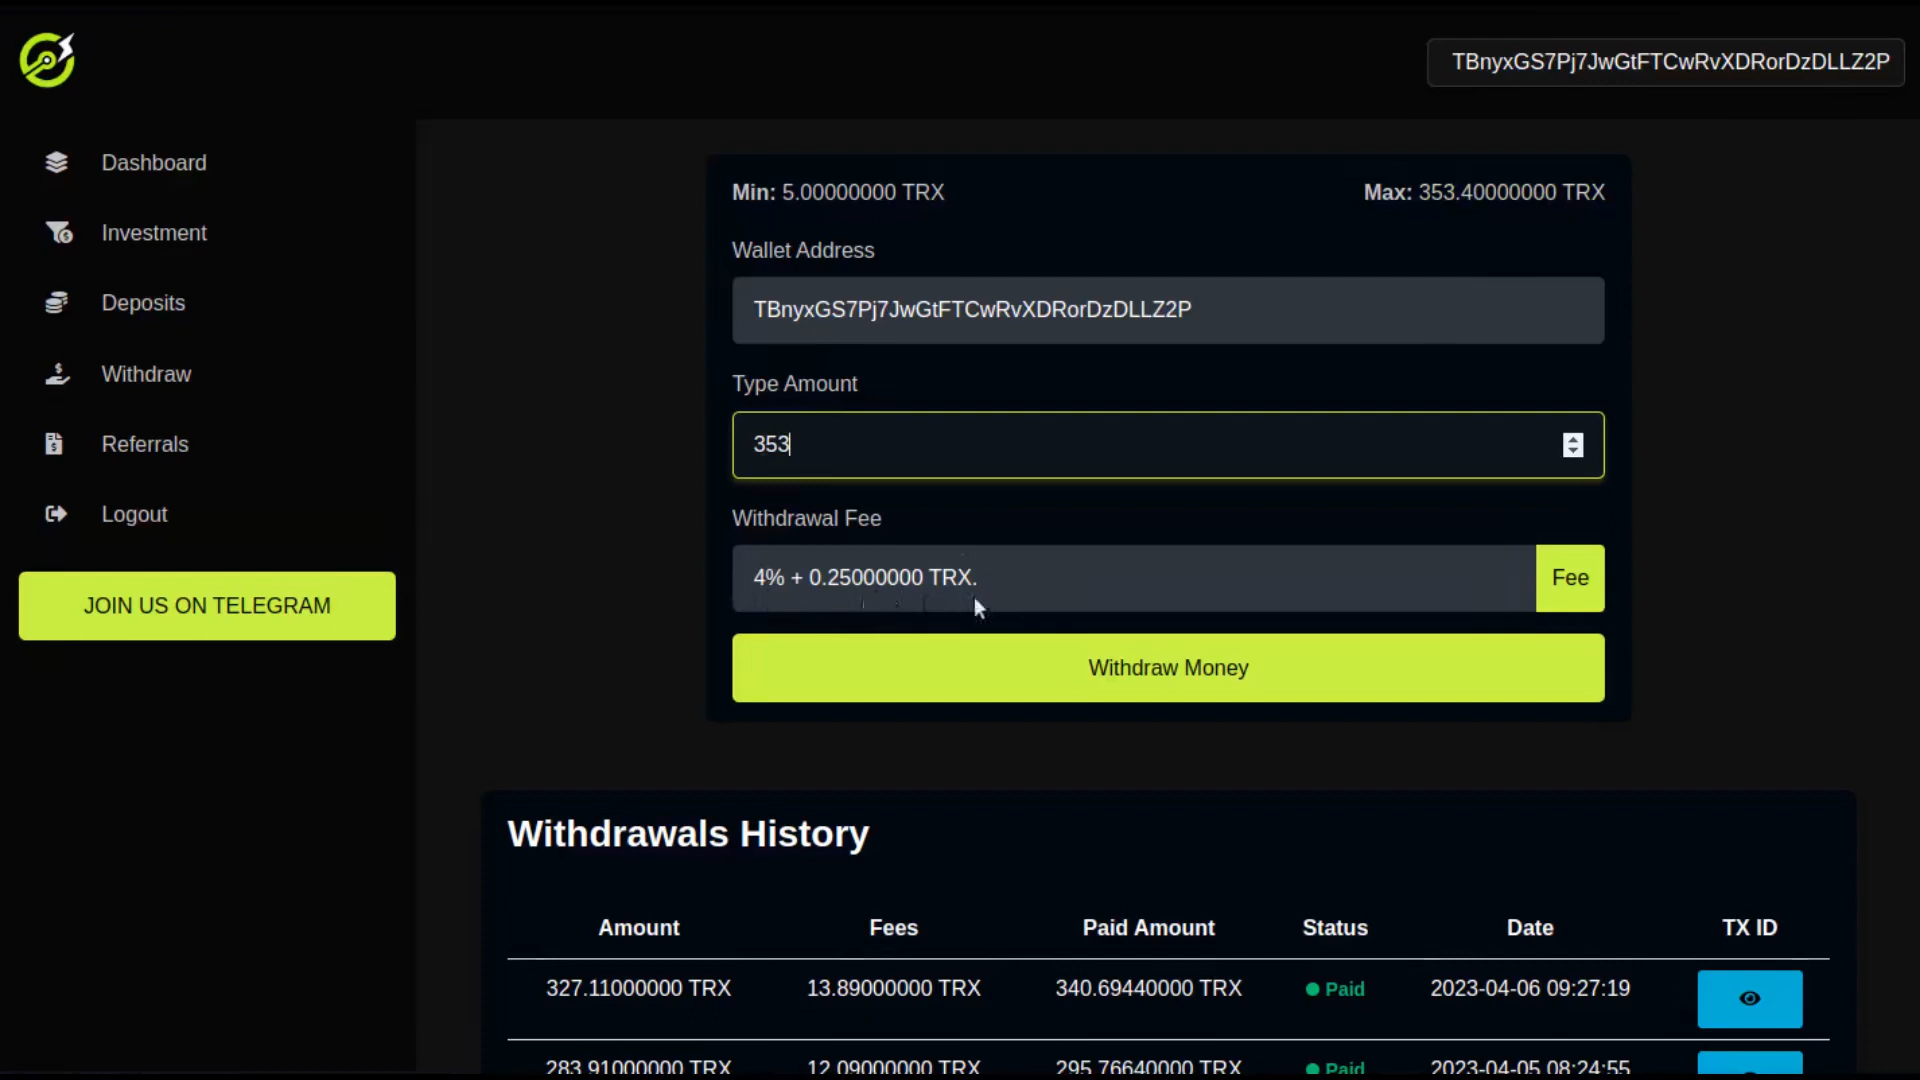 TBnyxGS7Pj7JwGtFTCwRvXDRorDzDLLZ2P
Dashboard
Investment
Deposits
Withdraw
Referrals
Logout
JOIN US ON TELEGRAM
Min: 5.00000000 TRX Max: 353.40000000 TRX
Wallet Address
TBnyxGS7Pj7JwGtFTCwRvXDRorDzDLLZ2P
Type Amount
353
Withdrawal Fee
4% + 0.25000000 TRX. Fee
Withdraw Money
Withdrawals History
Amount Fees Paid Amount Status Date TX ID
327.11000000 TRX 13.89000000 TRX 340.69440000 TRX Paid 2023-04-06 09:27:19
283.91000000 TRX 12.09000000 TRX 295.76640000 TRX Paid 2023-04-05 08:24:55